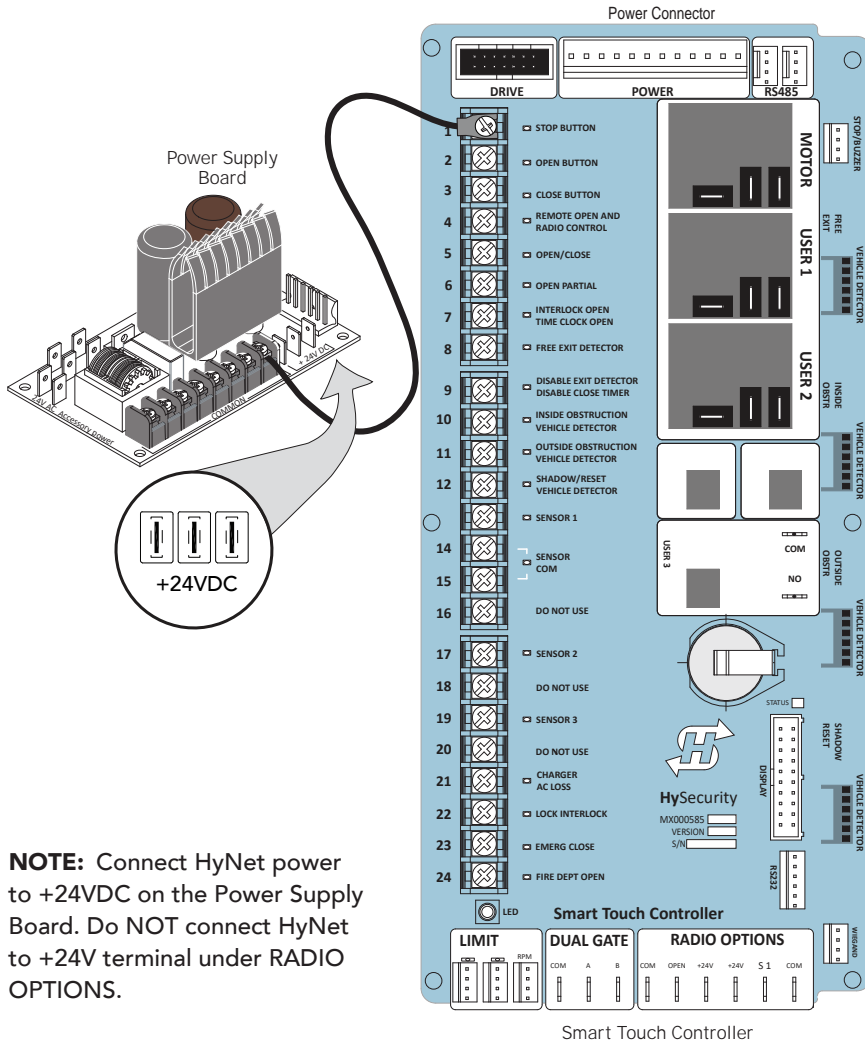 Power Connector
DRIVE
POWER
RS485
1
STOP BUTTON
2
OPEN BUTTON
3
CLOSE BUTTON
4
REMOTE OPEN AND
RADIO CONTROL
5
OPEN/CLOSE
6
OPEN PARTIAL
7
INTERLOCK OPEN
TIME CLOCK OPEN
8
FREE EXIT DETECTOR
9
DISABLE EXIT DETECTOR
DISABLE CLOSE TIMER
10
INSIDE OBSTRUCTION
VEHICLE DETECTOR
11
OUTSIDE OBSTRUCTION
VEHICLE DETECTOR
12
SHADOW/RESET
VEHICLE DETECTOR
SENSOR 1
14
SENSOR
COM
15
16
DO NOT USE
17
SENSOR 2
18
DO NOT USE
19
SENSOR 3
20
DO NOT USE
21
CHARGER
AC LOSS
22
LOCK INTERLOCK
23
EMERG CLOSE
24
FIRE DEPT OPEN
MOTOR
USER 1
USER 2
USER 3
COM
NO
STOP/BUZZER
FREE
EXIT
VEHICLE DETECTOR
INSIDE
OBSTR
VEHICLE DETECTOR
OUTSIDE
OBSTR
VEHICLE DETECTOR
STATUS
SHADOW
RESET
VEHICLE DETECTOR
DISPLAY
HySecurity
MX000585
VERSION
S/N
RS232
WIEGAND
LED
Smart Touch Controller
LIMIT
RPM
DUAL GATE
COM A B
RADIO OPTIONS
COM OPEN +24V +24V S 1 COM
Smart Touch Controller
Power Supply
Board
24V AC Accessory power
COMMON
+ 24V DC
+24VDC
NOTE: Connect HyNet power
to +24VDC on the Power Supply
Board. Do NOT connect HyNet
to +24V terminal under RADIO
OPTIONS.